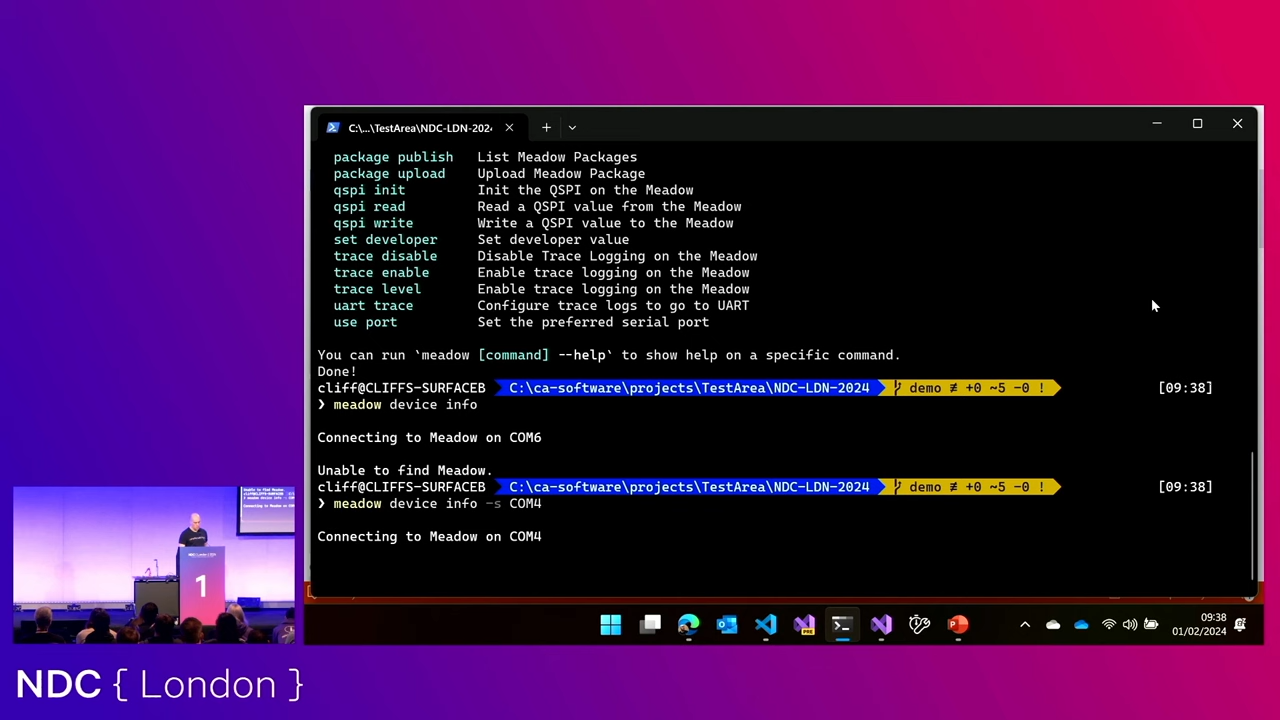 C:\...\TestArea\NDC-LDN-2024
package publish List Meadow Packages
package upload Upload Meadow Package
qspi init Init the QSPI on the Meadow
qspi read Read a QSPI value from the Meadow
qspi write Write a QSPI value to the Meadow
set developer Set developer value
trace disable Disable Trace Logging on the Meadow
trace enable Enable trace logging on the Meadow
trace level Enable trace logging on the Meadow
uart trace Configure trace logs to go to UART
use port Set the preferred serial port
You can run `meadow [command] --help` to show help on a specific command.
Done!
cliff@CLIFFS-SURFACEB C:\ca-software\projects\TestArea\NDC-LDN-2024 demo ≢ +0 ~5 -0 ! [09:38]
❯ meadow device info
Connecting to Meadow on COM6
Unable to find Meadow.
cliff@CLIFFS-SURFACEB C:\ca-software\projects\TestArea\NDC-LDN-2024 demo ≢ +0 ~5 -0 ! [09:38]
❯ meadow device info -s COM4
Connecting to Meadow on COM4
PRE
09:38
01/02/2024
1
NDC { London }